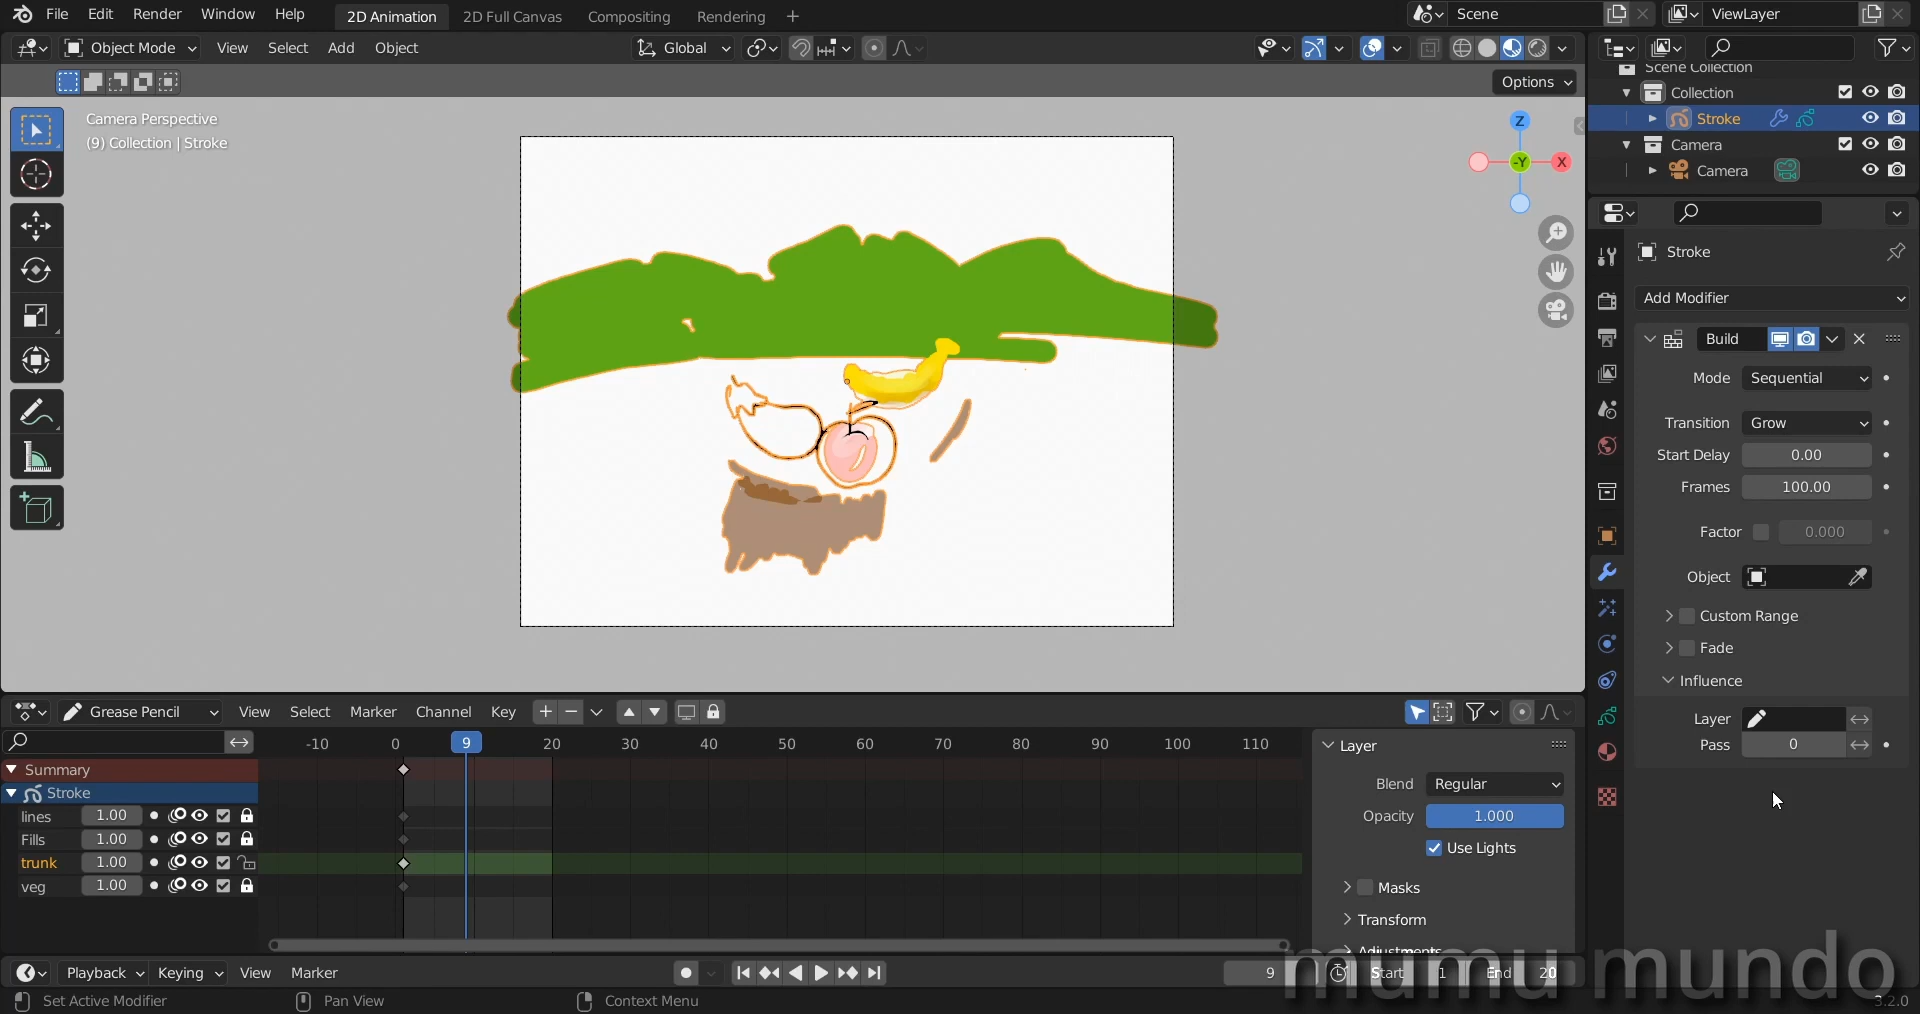 File Edit Render Window Help 2D Animation 2D Full Canvas Compositing Rendering Scene ViewLayer
Object Mode View Select Add Object Global
Scene Collection
Options
Collection
Camera Perspective
(9) Collection | Stroke
Stroke
Camera
Camera
Z
-Y X
Stroke
Add Modifier
Build
Mode Sequential
Transition Grow
Start Delay 0.00
Frames 100.00
Factor 0.000
Object
Custom Range
Fade
Influence
Layer
Pass 0
Grease Pencil View Select Marker Channel Key
-10 0 9 20 30 40 50 60 70 80 90 100 110
Layer
Summary
Stroke
Blend Regular
lines 1.00
Opacity 1.000
Fills 1.00
Use Lights
trunk 1.00
veg 1.00
Masks
Transform
Adjustments
mumu mundo
Playback Keying View Marker 9 Start 1 End 20
Set Active Modifier Pan View Context Menu 3.2.0